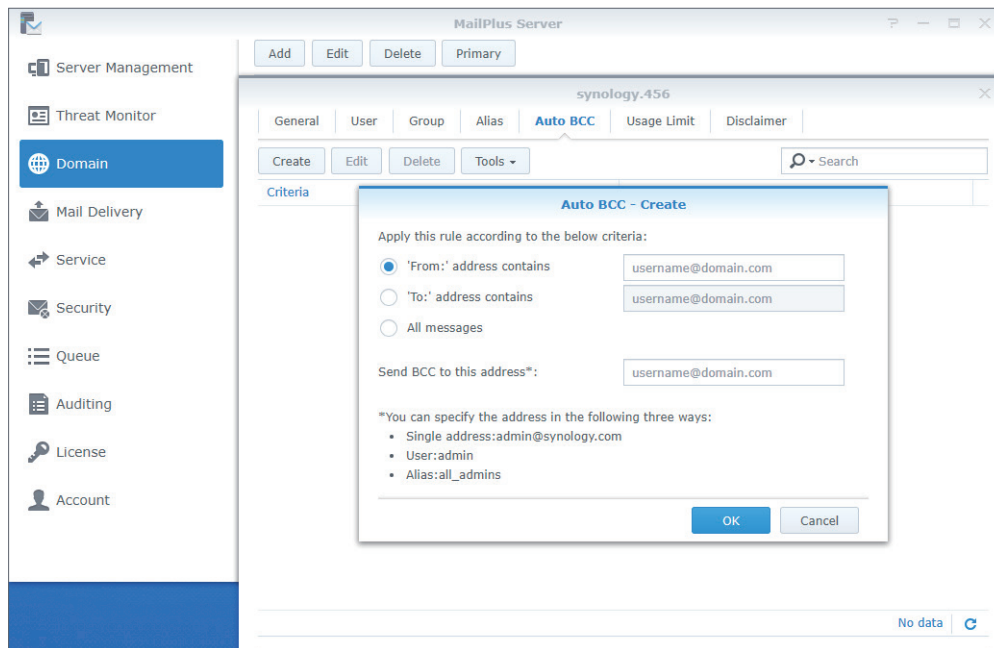 MailPlus Server
Server Management
Threat Monitor
Domain
Mail Delivery
Service
Security
Queue
Auditing
License
Account
Add Edit Delete Primary
synology.456
General User Group Alias Auto BCC Usage Limit Disclaimer
Create Edit Delete Tools Search
Criteria
Auto BCC - Create
Apply this rule according to the below criteria:
'From:' address contains username@domain.com
'To:' address contains username@domain.com
All messages
Send BCC to this address*: username@domain.com
*You can specify the address in the following three ways:
• Single address:admin@synology.com
• User:admin
• Alias:all_admins
OK Cancel
No data